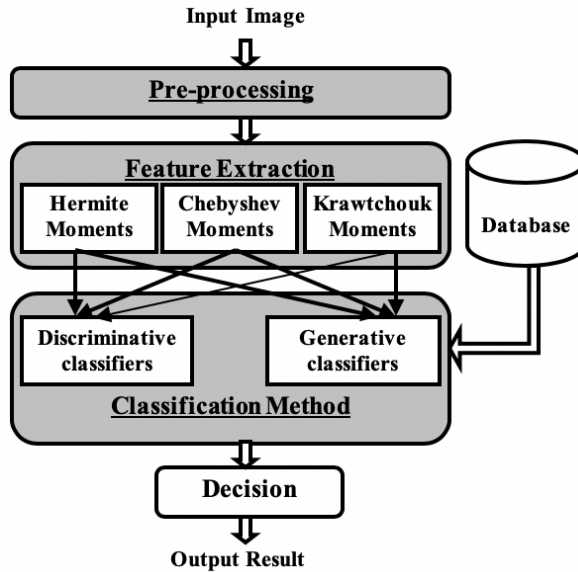 Input Image
Pre-processing
Feature Extraction
Hermite
Moments
Chebyshev
Moments
Krawtchouk
Moments
Database
Discriminative
classifiers
Generative
classifiers
Classification Method
Decision
Output Result